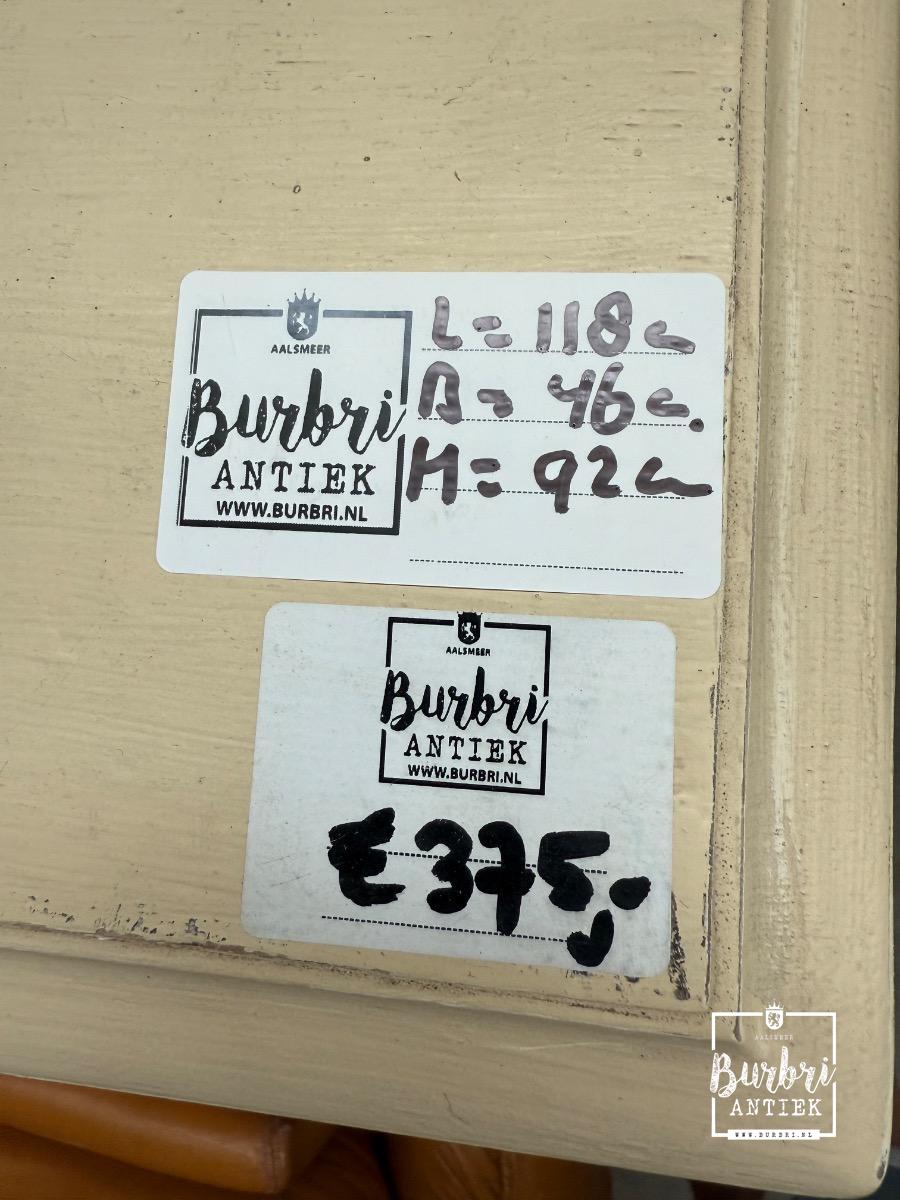 AALSMEER
Burbri
ANTIEK
WWW.BURBRI.NL
L = 118 c
B = 46 c.
H = 92 c
AALSMEER
Burbri
ANTIEK
WWW.BURBRI.NL
€ 375,-
AALSMEER
Burbri
ANTIEK
WWW.BURBRI.NL